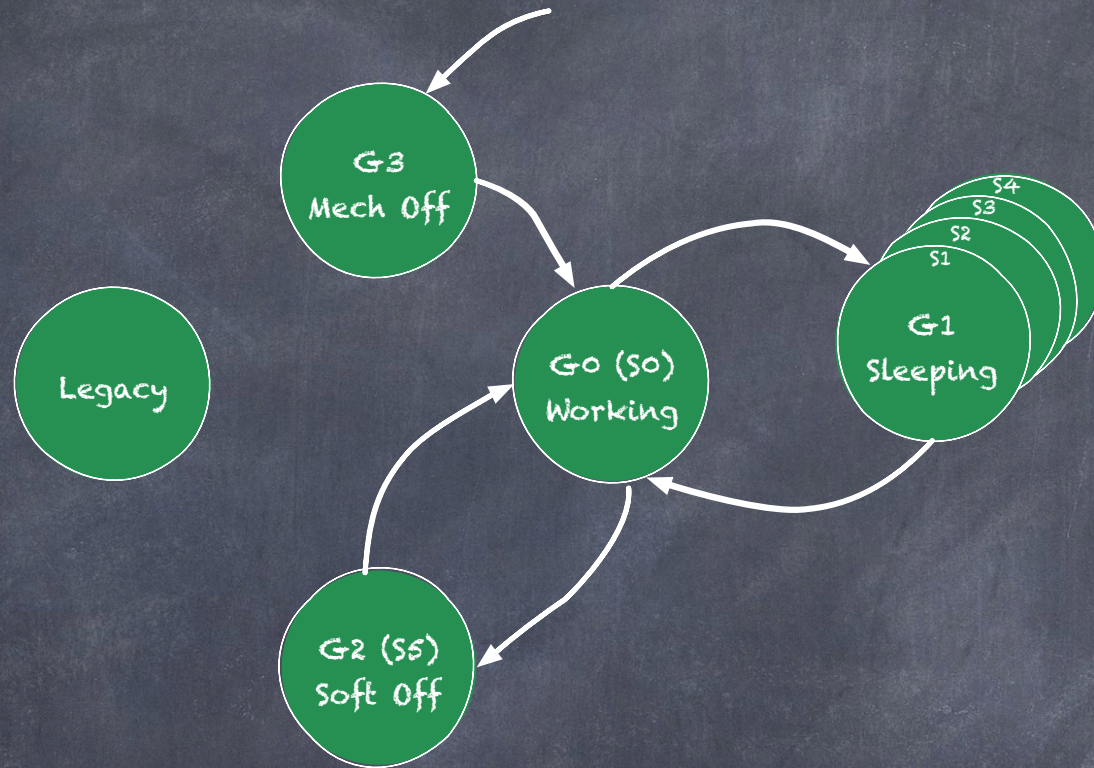 G3
Mech Off
S4
S3
S2
S1
G1
Sleeping
Legacy
G0 (S0)
Working
G2 (S5)
Soft Off